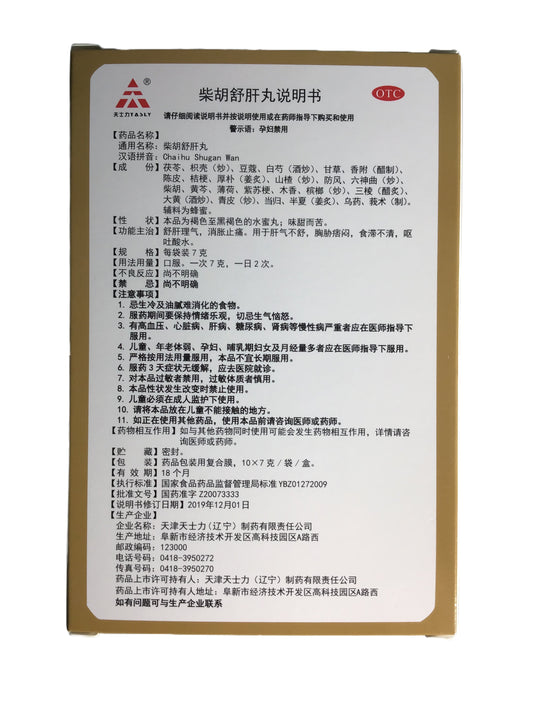 天士力TASLY
®
柴胡舒肝丸说明书
OTC
请仔细阅读说明书并按说明使用或在药师指导下购买和使用
警示语：孕妇禁用
【药品名称】
通用名称：柴胡舒肝丸
汉语拼音：Chaihu Shugan Wan
【成 份】茯苓、枳壳（炒）、豆蔻、白芍（酒炒）、甘草、香附（醋制）、
陈皮、桔梗、厚朴（姜炙）、山楂（炒）、防风、六神曲（炒）、
柴胡、黄芩、薄荷、紫苏梗、木香、槟榔（炒）、三棱（醋炙）、
大黄（酒炒）、青皮（炒）、当归、半夏（姜炙）、乌药、莪术（制）。
辅料为蜂蜜。
【性 状】本品为褐色至黑褐色的水蜜丸；味甜而苦。
【功能主治】舒肝理气，消胀止痛。用于肝气不舒，胸胁痞闷，食滞不清，呕
吐酸水。
【规 格】每袋装7克
【用法用量】口服。一次7克，一日2次。
【不良反应】尚不明确
【禁 忌】尚不明确
【注意事项】
1. 忌生冷及油腻难消化的食物。
2. 服药期间要保持情绪乐观，切忌生气恼怒。
3. 有高血压、心脏病、肝病、糖尿病、肾病等慢性病严重者应在医师指导下
服用。
4. 儿童、年老体弱、孕妇、哺乳期妇女及月经量多者应在医师指导下服用。
5. 严格按用法用量服用，本品不宜长期服用。
6. 服药3天症状无缓解，应去医院就诊。
7. 对本品过敏者禁用，过敏体质者慎用。
8. 本品性状发生改变时禁止使用。
9. 儿童必须在成人监护下使用。
10. 请将本品放在儿童不能接触的地方。
11. 如正在使用其他药品，使用本品前请咨询医师或药师。
【药物相互作用】如与其他药物同时使用可能会发生药物相互作用，详情请咨
询医师或药师。
【贮 藏】密封。
【包 装】药品包装用复合膜，10×7克/袋/盒。
【有 效 期】18个月
【执行标准】国家食品药品监督管理局标准YBZ01272009
【批准文号】国药准字Z20073333
【说明书修订日期】2019年12月01日
【生产企业】
企业名称：天津天士力（辽宁）制药有限责任公司
生产地址：阜新市经济技术开发区高科技园区A路西
邮政编码：123000
电话号码：0418-3950272
传真号码：0418-3950270
药品上市许可持有人：天津天士力（辽宁）制药有限责任公司
药品上市许可持有人地址：阜新市经济技术开发区高科技园区A路西
如有问题可与生产企业联系